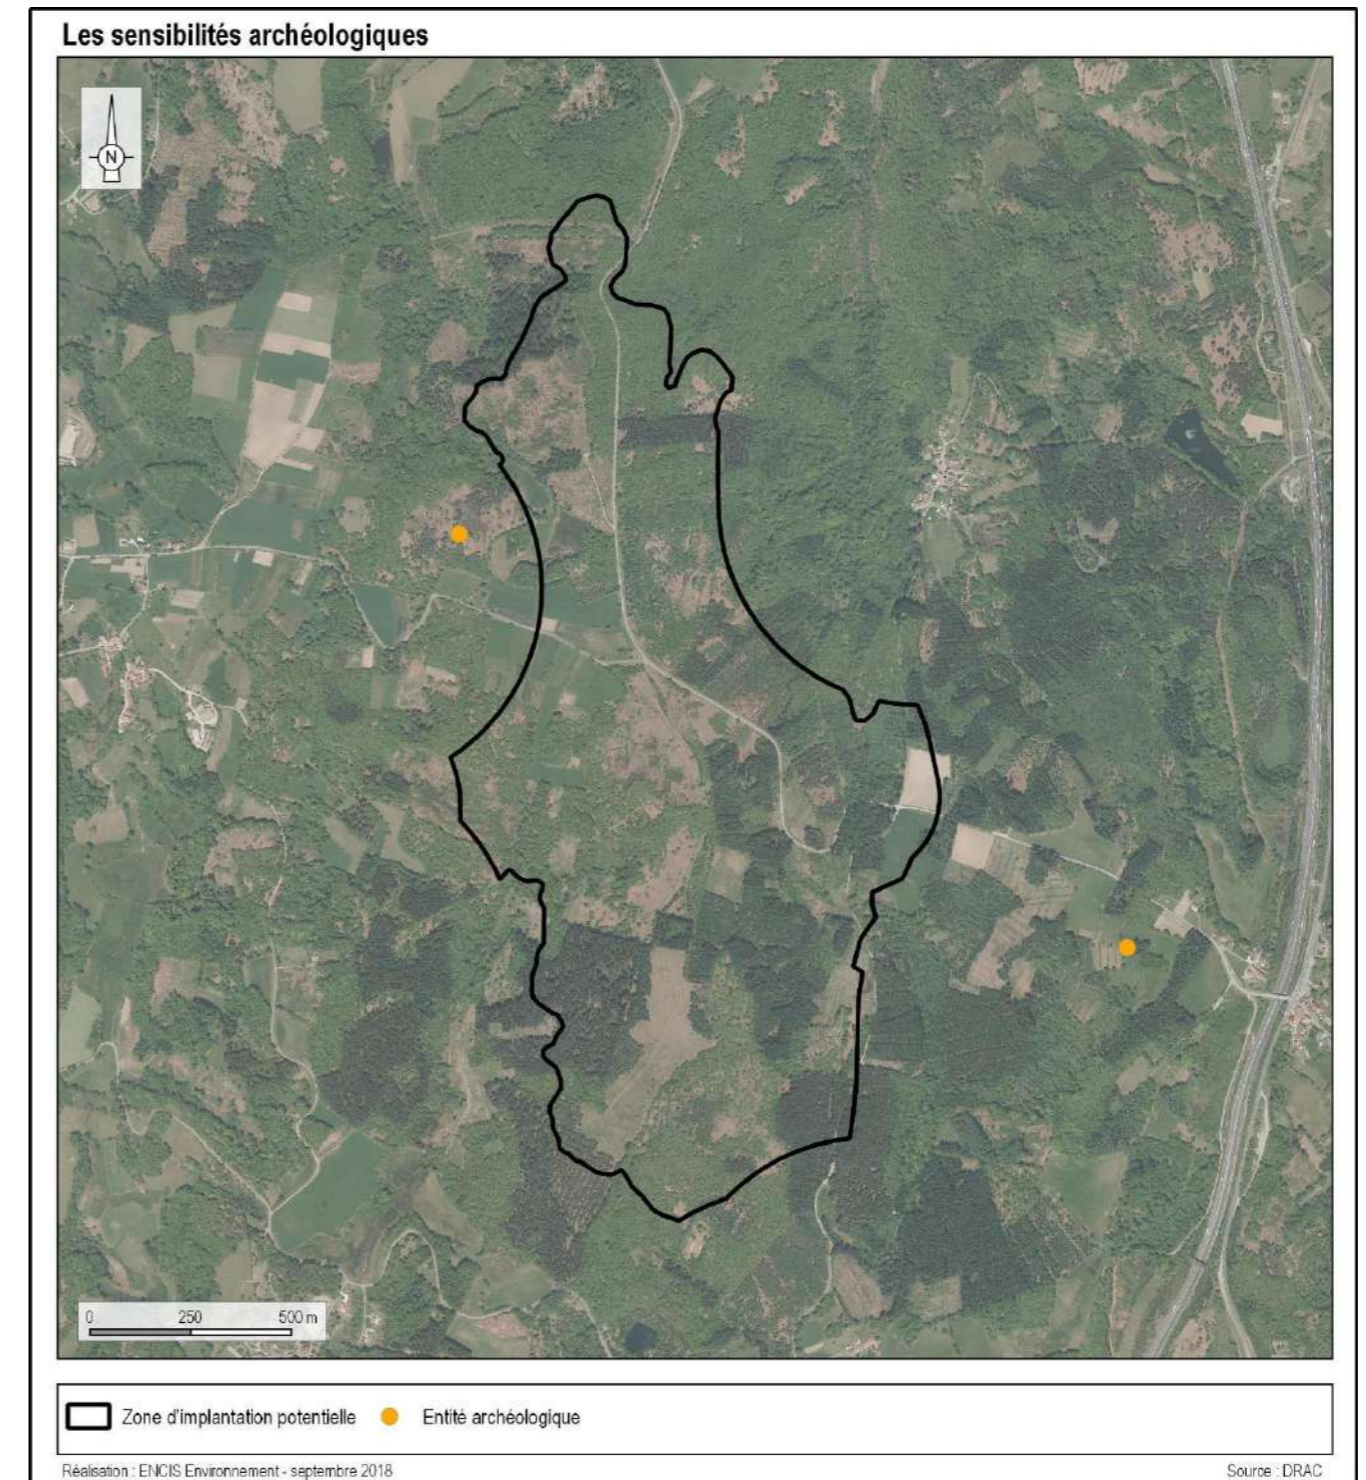 Les sensibilités archéologiques
N
0 250 500 m
Zone d'implantation potentielle Entité archéologique
Réalisation : ENCIS Environnement - septembre 2018 Source : DRAC